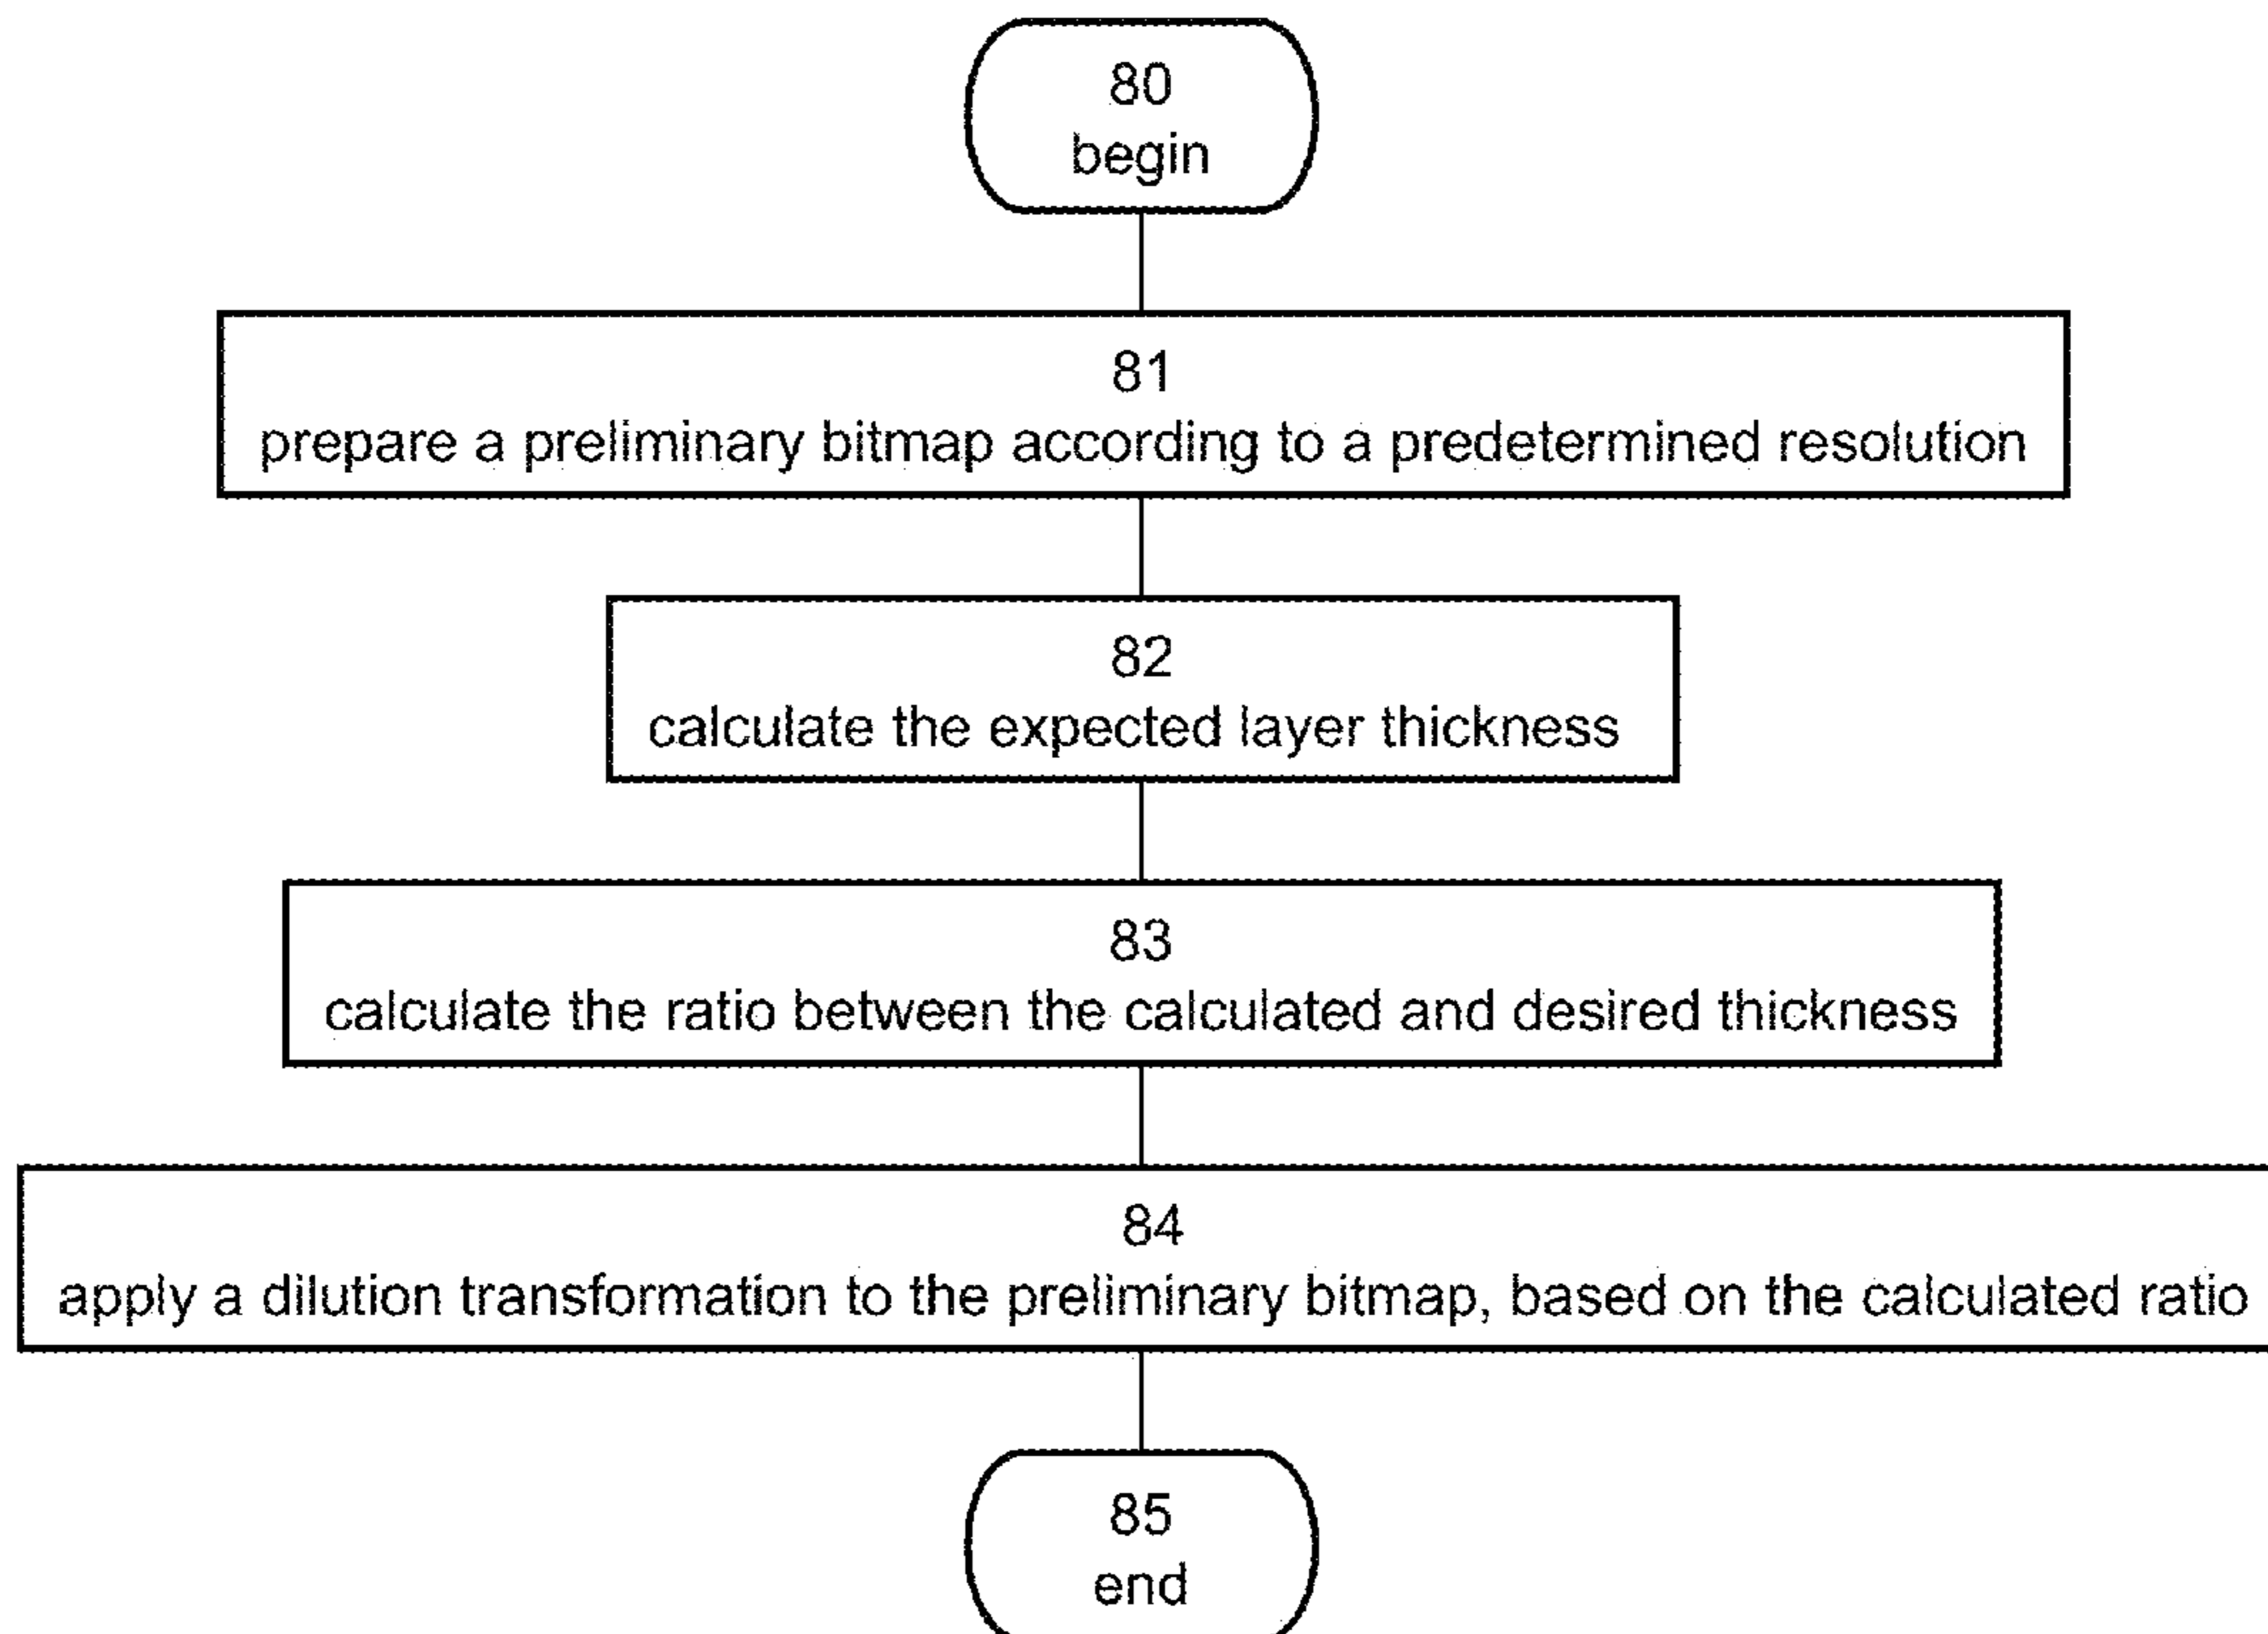 80
begin
81
prepare a preliminary bitmap according to a predetermined resolution
82
calculate the expected layer thickness
83
calculate the ratio between the calculated and desired thickness
84
apply a dilution transformation to the preliminary bitmap, based on the calculated ratio
85
end